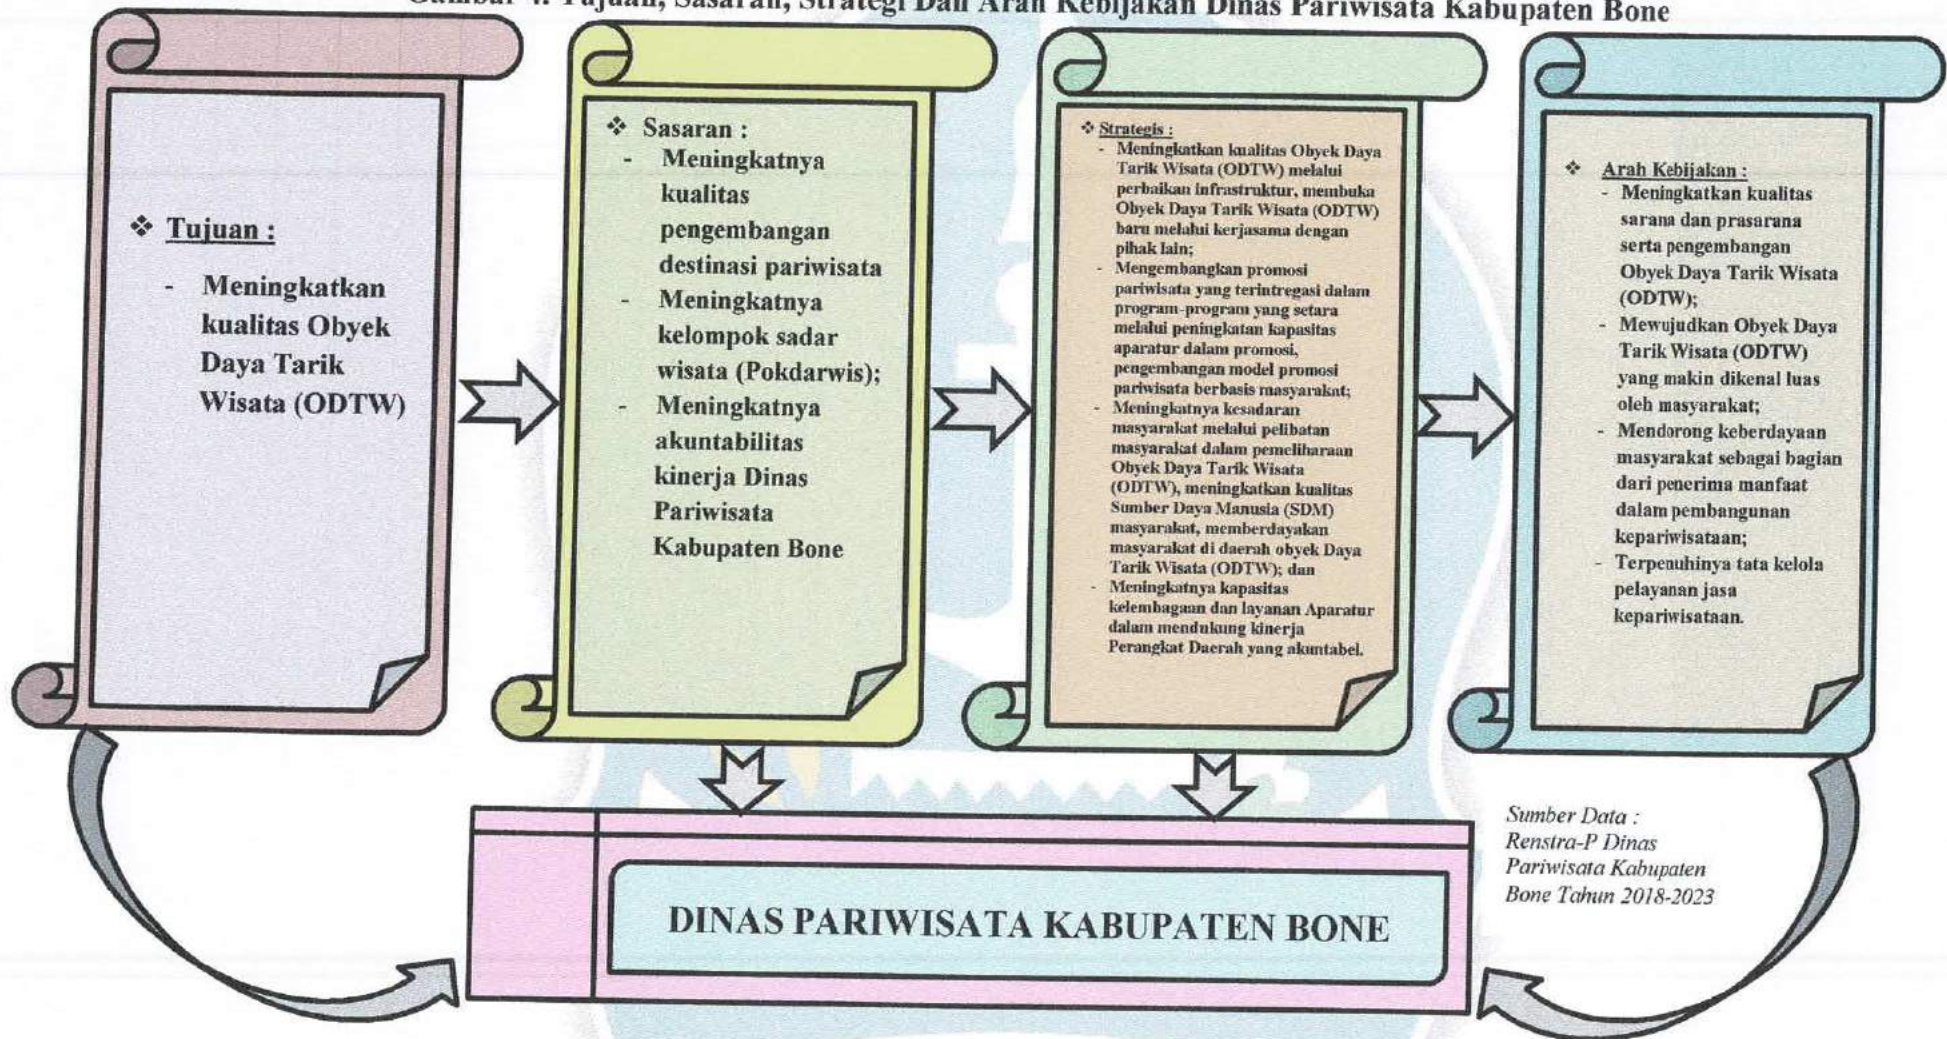 Gambar 4. Tujuan, Sasaran, Strategi Dan Arah Kebijakan Dinas Pariwisata Kabupaten Bone
❖ Tujuan :
- Meningkatkan
kualitas Obyek
Daya Tarik
Wisata (ODTW)
❖ Sasaran :
- Meningkatnya
kualitas
pengembangan
destinasi pariwisata
- Meningkatnya
kelompok sadar
wisata (Pokdarwis);
- Meningkatnya
akuntabilitas
kinerja Dinas
Pariwisata
Kabupaten Bone
❖ Strategis :
- Meningkatkan kualitas Obyek Daya
Tarik Wisata (ODTW) melalui
perbaikan infrastruktur, membuka
Obyek Daya Tarik Wisata (ODTW)
baru melalui kerjasama dengan
pihak lain;
- Mengembangkan promosi
pariwisata yang terintregasi dalam
program-program yang setara
melalui peningkatan kapasitas
aparatur dalam promosi,
pengembangan model promosi
pariwisata berbasis masyarakat;
- Meningkatnya kesadaran
masyarakat melalui pelibatan
masyarakat dalam pemeliharaan
Obyek Daya Tarik Wisata
(ODTW), meningkatkan kualitas
Sumber Daya Manusia (SDM)
masyarakat, memberdayakan
masyarakat di daerah obyek Daya
Tarik Wisata (ODTW); dan
- Meningkatnya kapasitas
kelembagaan dan layanan Aparatur
dalam mendukung kinerja
Perangkat Daerah yang akuntabel.
❖ Arah Kebijakan :
- Meningkatkan kualitas
sarana dan prasarana
serta pengembangan
Obyek Daya Tarik Wisata
(ODTW);
- Mewujudkan Obyek Daya
Tarik Wisata (ODTW)
yang makin dikenal luas
oleh masyarakat;
- Mendorong keberdayaan
masyarakat sebagai bagian
dari penerima manfaat
dalam pembangunan
kepariwisataan;
- Terpenuhinya tata kelola
pelayanan jasa
kepariwisataan.
DINAS PARIWISATA KABUPATEN BONE
Sumber Data :
Renstra-P Dinas
Pariwisata Kabupaten
Bone Tahun 2018-2023